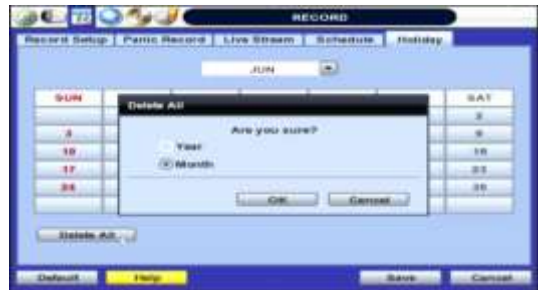 RECORD
Record Setup Panic Record Live Stream Schedule Holiday
JUN
SUN SAT
Delete All
Are you sure?
3 9
Year
10 16
Month
17 23
24 30
OK Cancel
Delete All
Default Help Save Cancel